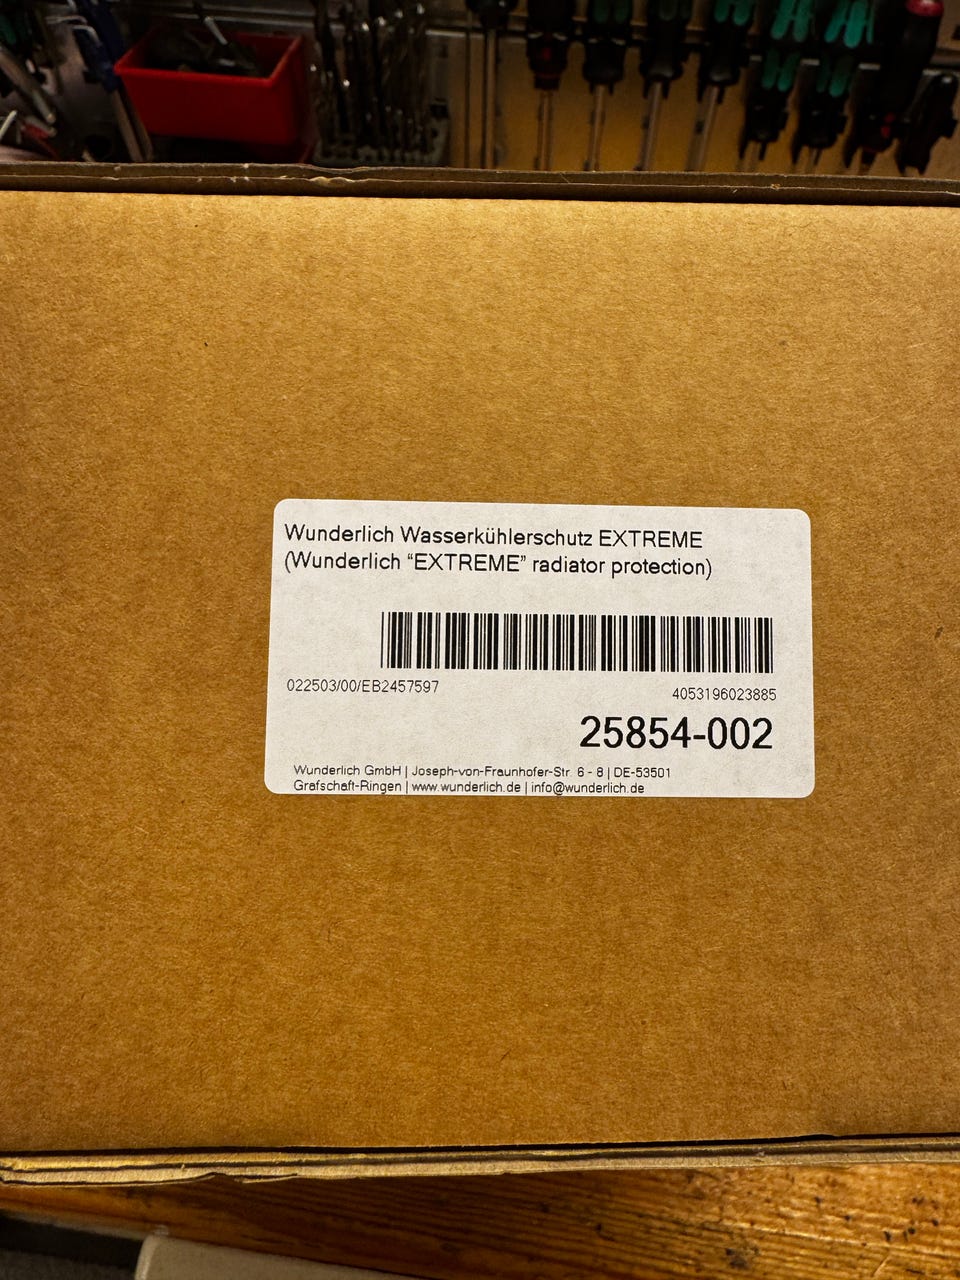 Wunderlich Wasserkühlerschutz EXTREME
(Wunderlich “EXTREME” radiator protection)
022503/00/EB2457597
4053196023885
25854-002
Wunderlich GmbH | Joseph-von-Fraunhofer-Str. 6 - 8 | DE-53501
Grafschaft-Ringen | www.wunderlich.de | info@wunderlich.de